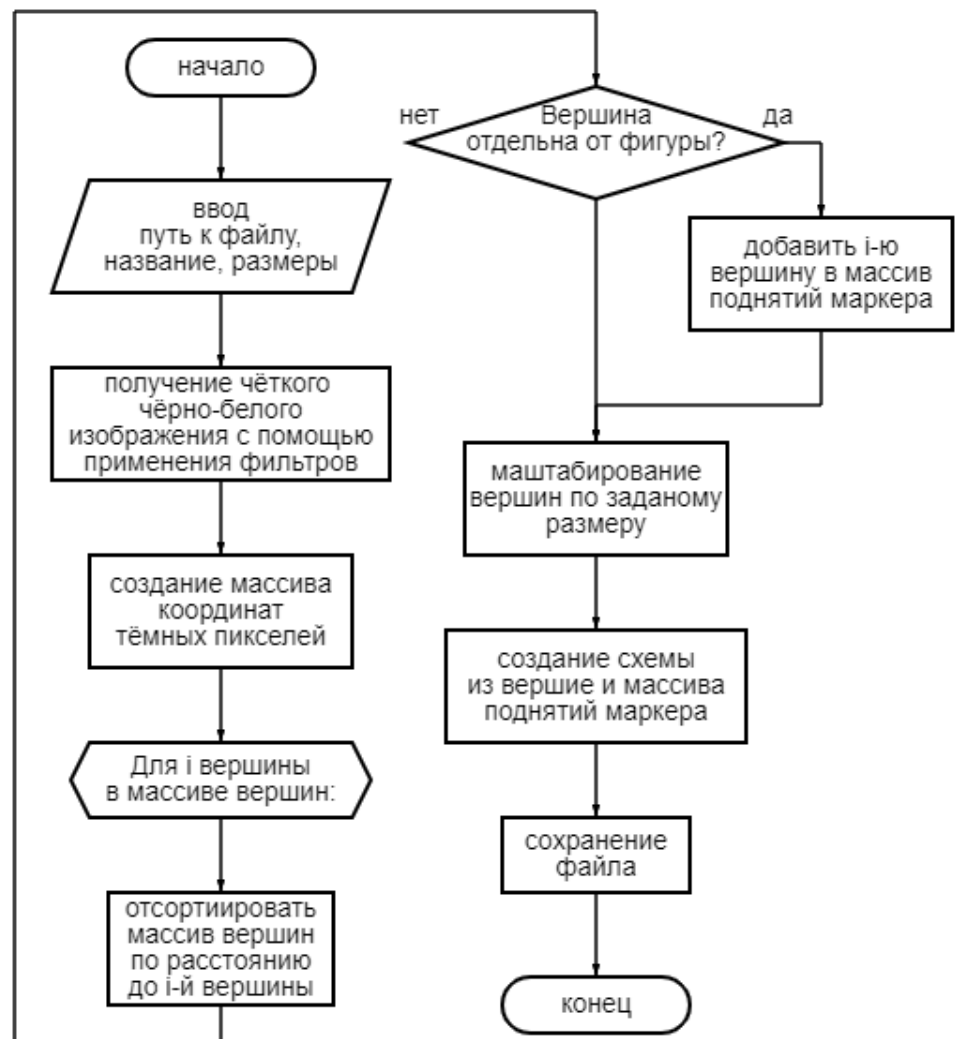 начало
ввод
путь к файлу,
название, размеры
получение чёткого
чёрно-белого
изображения с помощью
применения фильтров
создание массива
координат
тёмных пикселей
Для i вершины
в массиве вершин:
отсортиировать
массив вершин
по расстоянию
до i-й вершины
нет
Вершина
отдельна от фигуры?
да
добавить i-ю
вершину в массив
поднятий маркера
маштабирование
вершин по заданому
размеру
создание схемы
из вершие и массива
поднятий маркера
сохранение
файла
конец